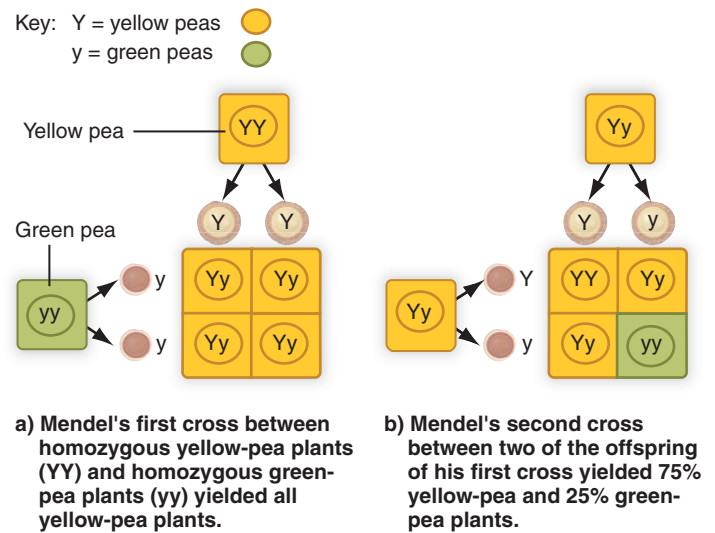 Key: Y = yellow peas
y = green peas
Yellow pea
YY
Y Y
Green pea
yy
y
y
Yy Yy
Yy Yy
a) Mendel's first cross between
homozygous yellow-pea plants
(YY) and homozygous green-
pea plants (yy) yielded all
yellow-pea plants.
Yy
Y y
Yy
Y
y
YY Yy
Yy yy
b) Mendel's second cross
between two of the offspring
of his first cross yielded 75%
yellow-pea and 25% green-
pea plants.